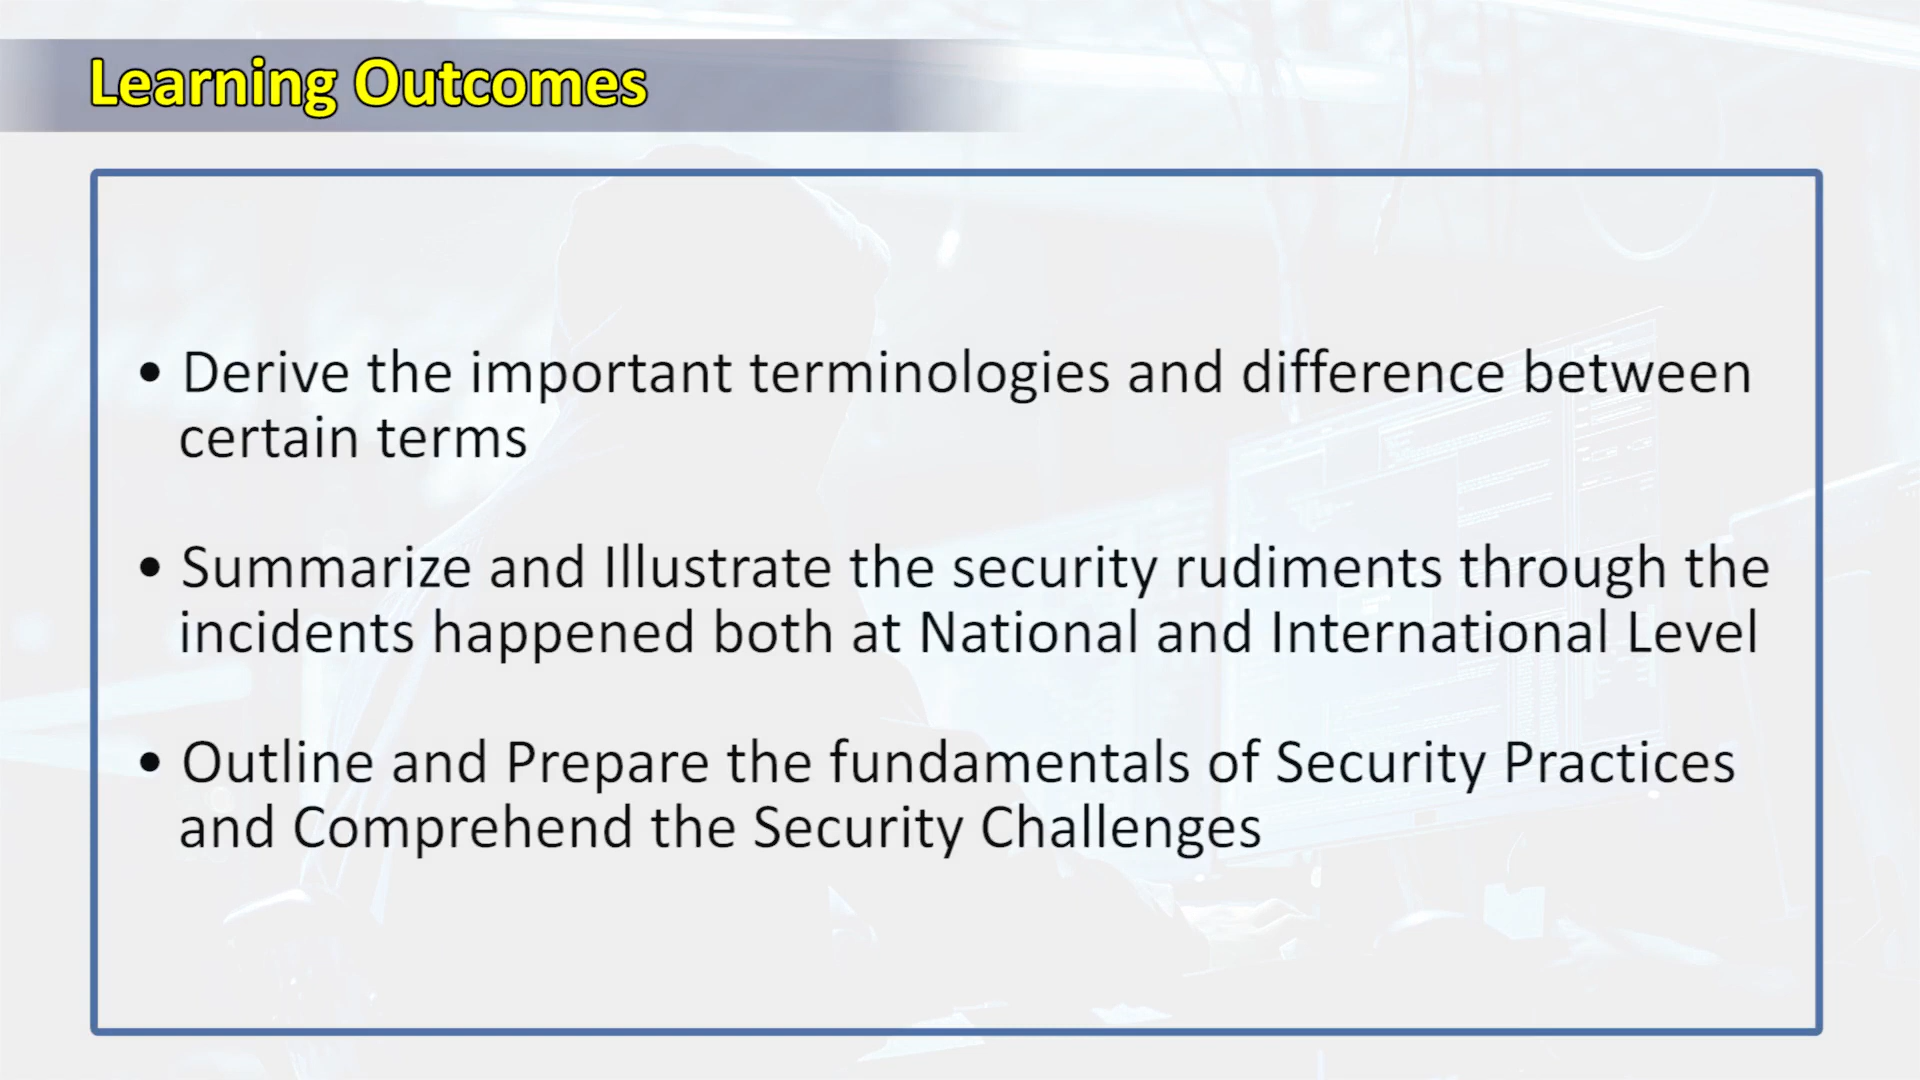 Learning Outcomes
• Derive the important terminologies and difference between
certain terms
• Summarize and Illustrate the security rudiments through the
incidents happened both at National and International Level
• Outline and Prepare the fundamentals of Security Practices
and Comprehend the Security Challenges